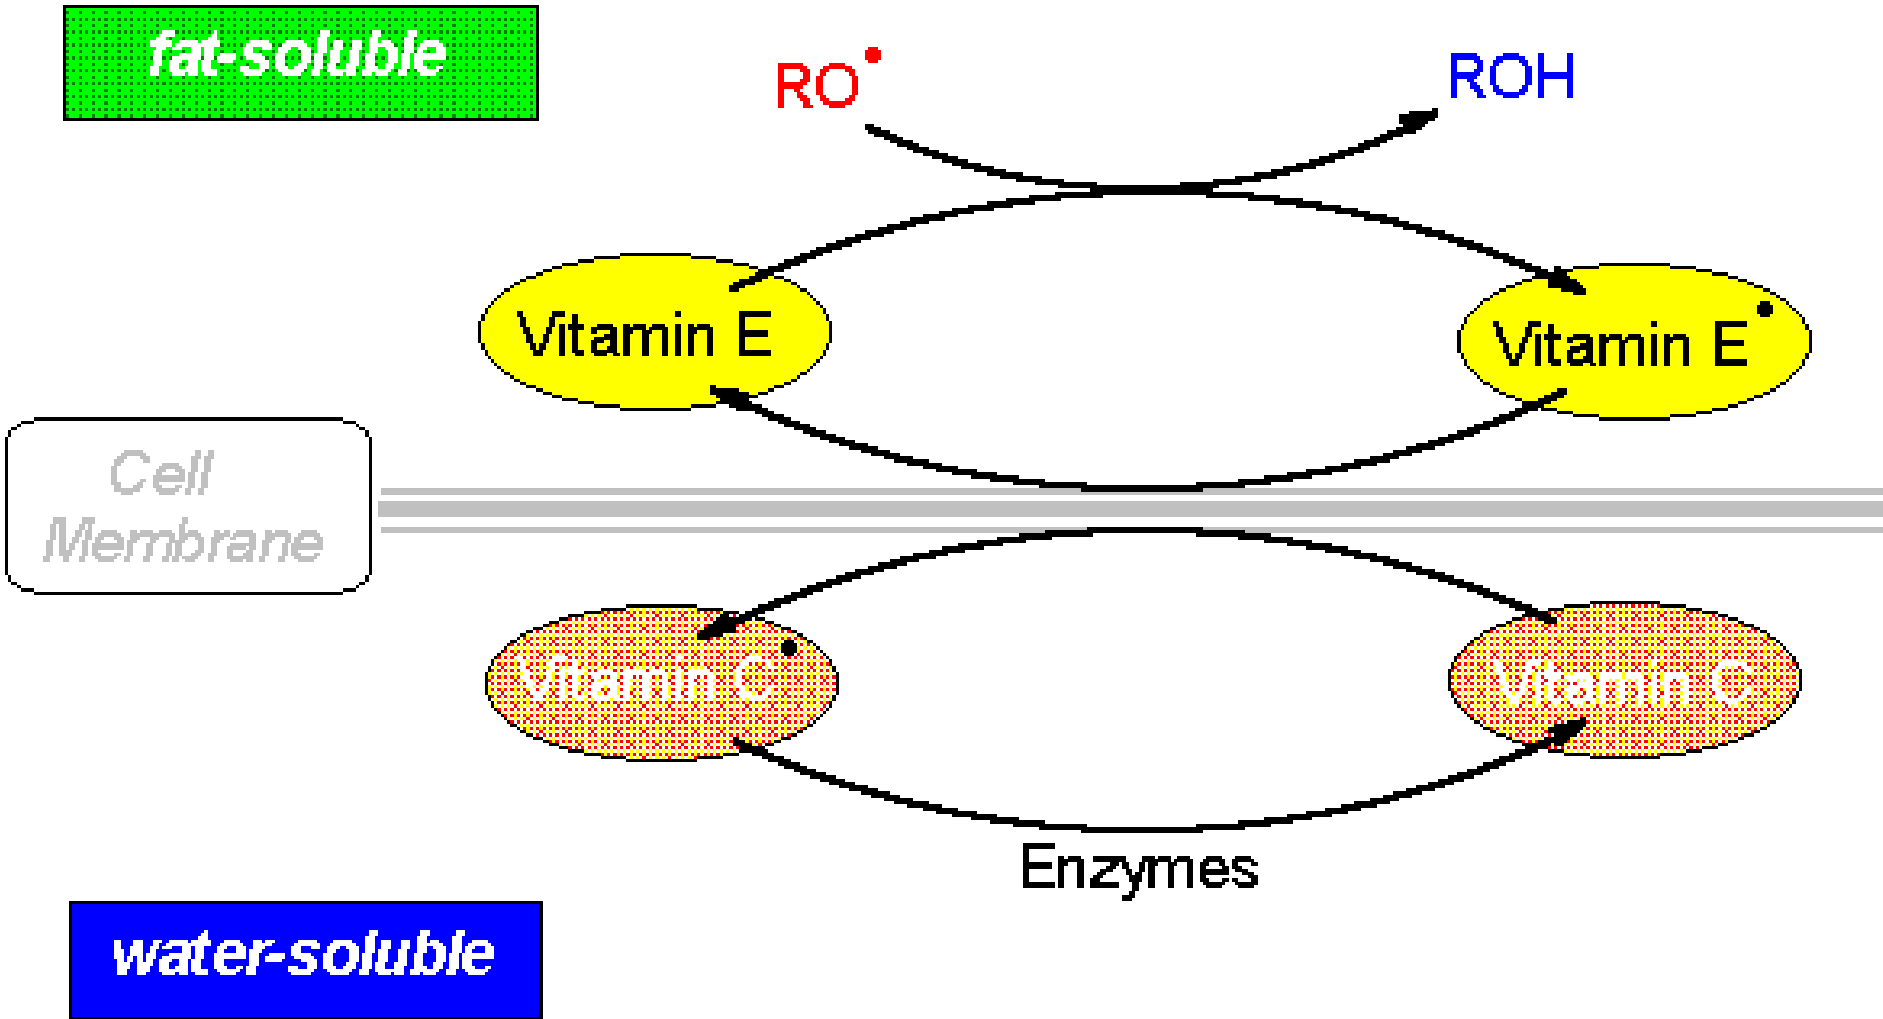 fat-soluble
RO•
ROH
Vitamin E
Vitamin E•
Cell
Membrane
Vitamin C•
Vitamin C
Enzymes
water-soluble